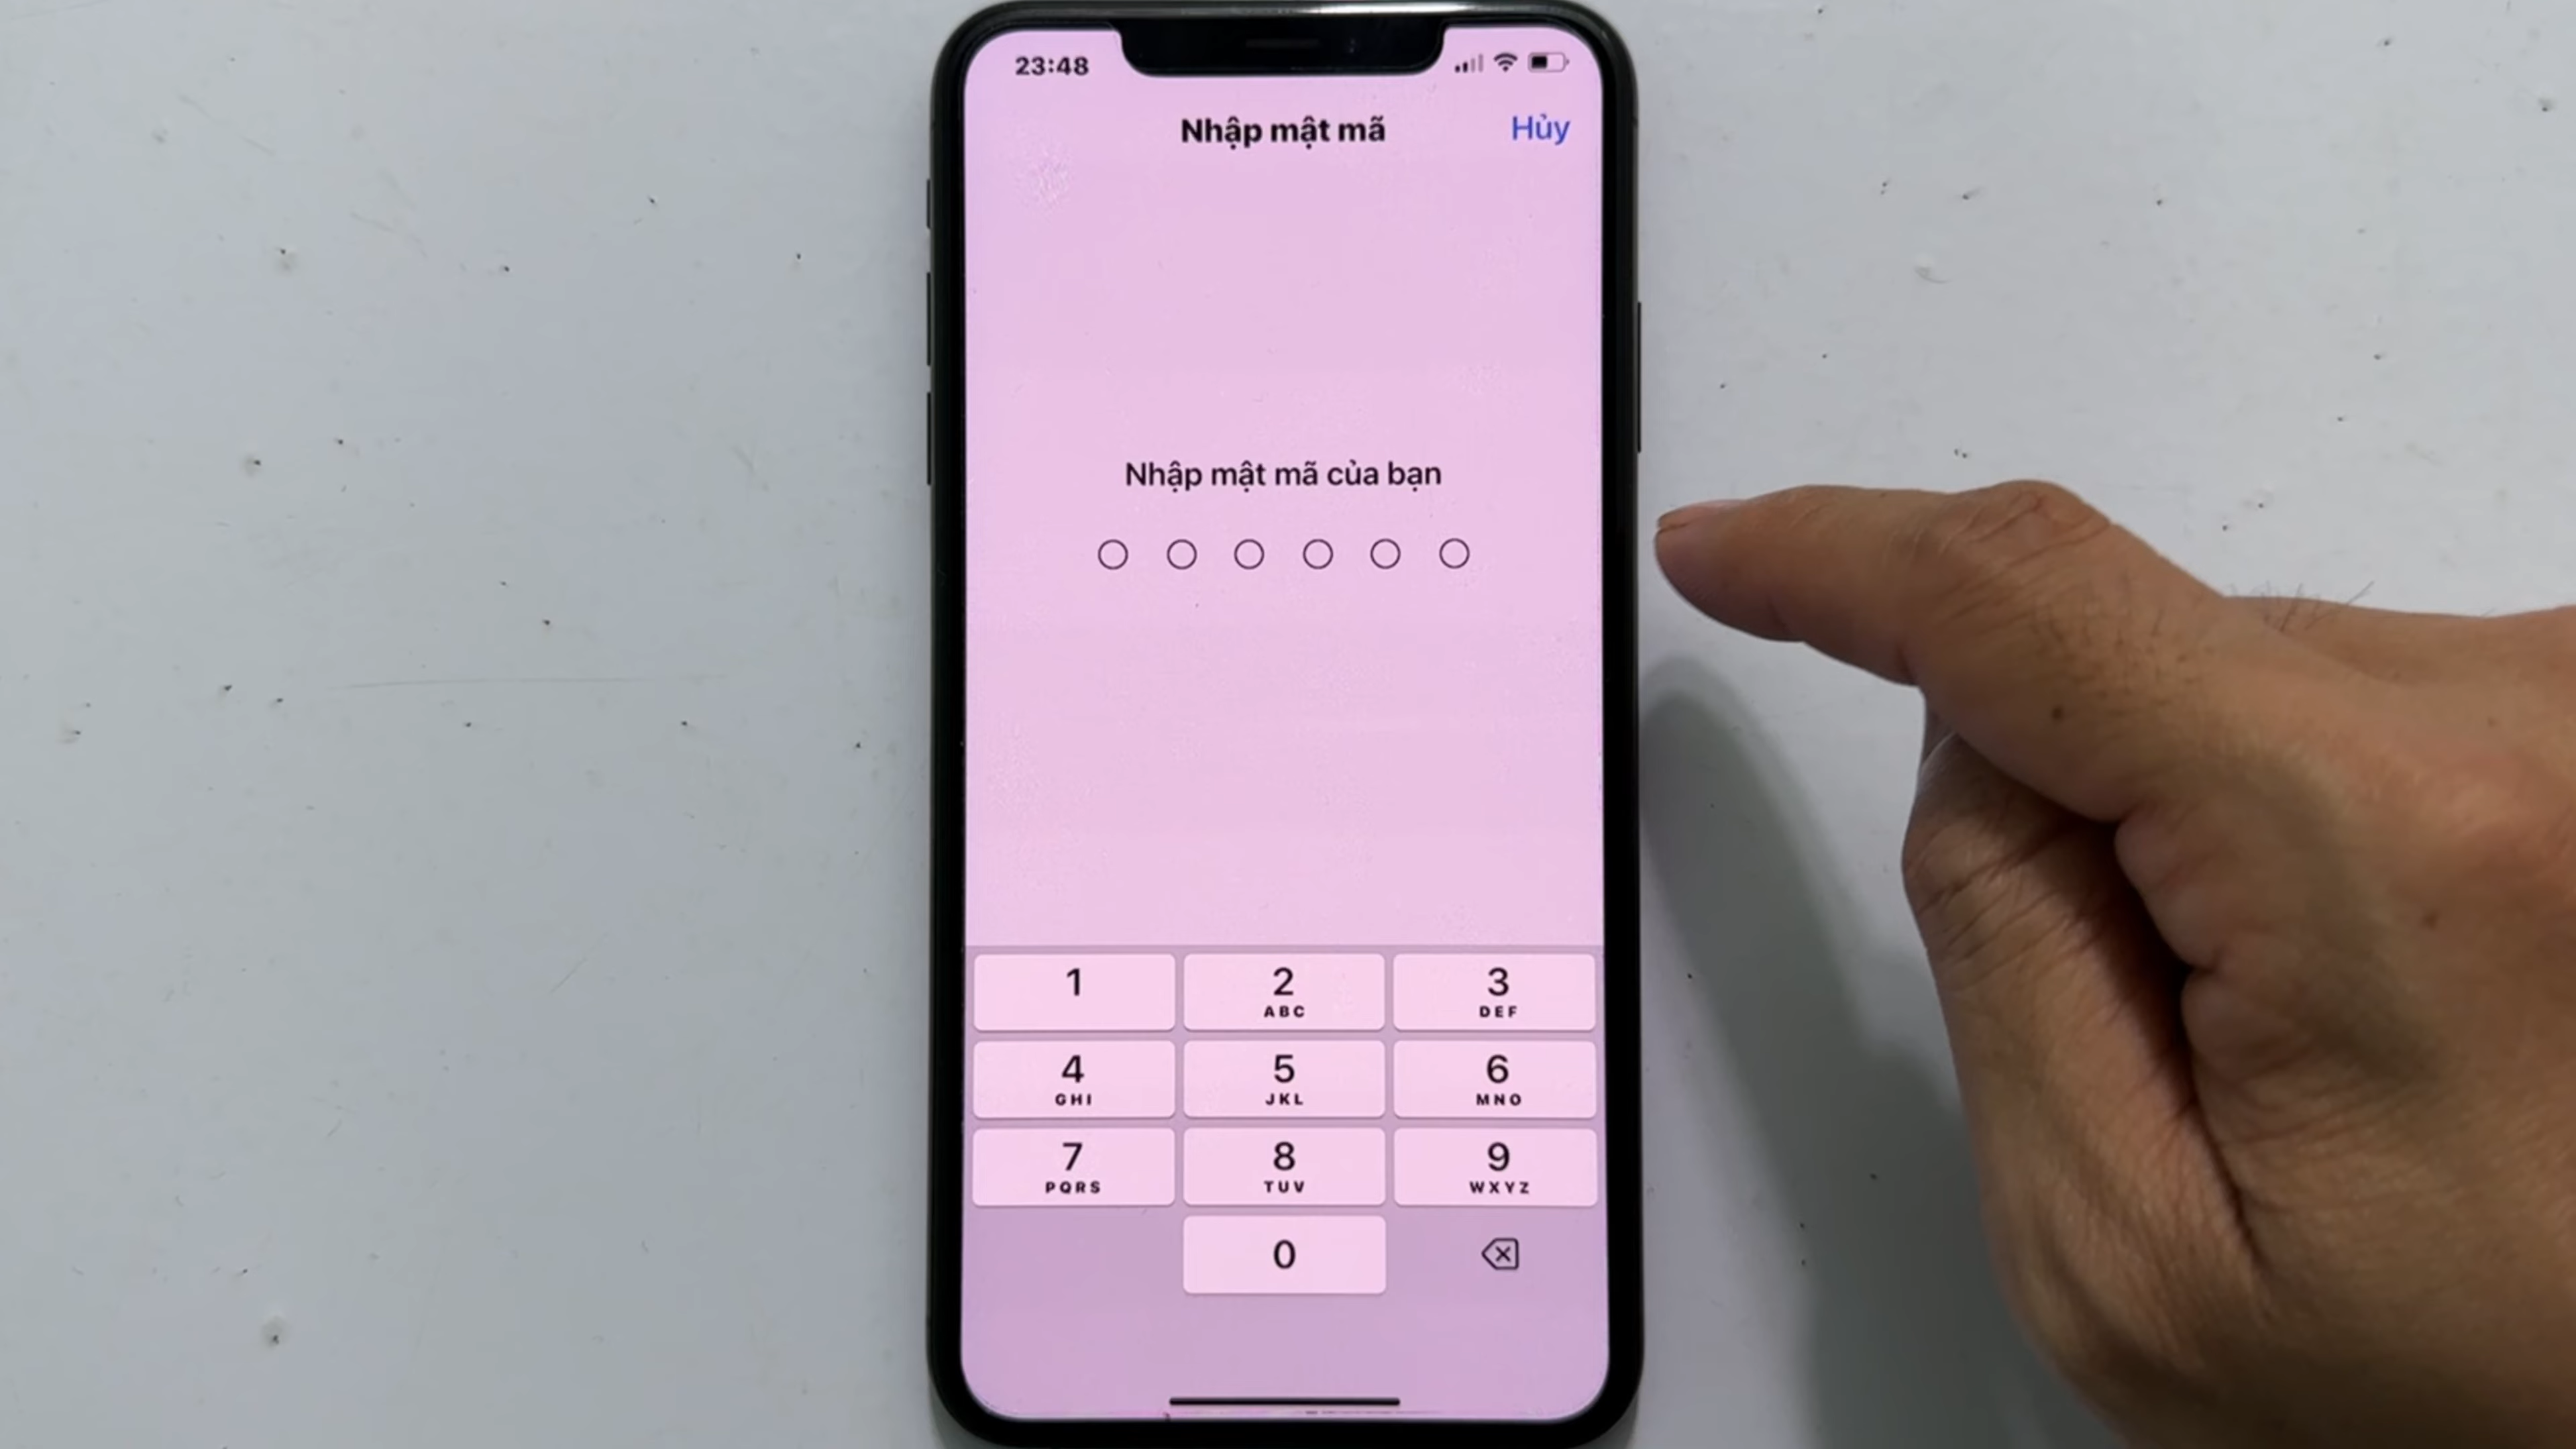 23:48
Nhập mật mã
Hủy
Nhập mật mã của bạn
1
2
ABC
3
DEF
4
GHI
5
JKL
6
MNO
7
PQRS
8
TUV
9
WXYZ
0